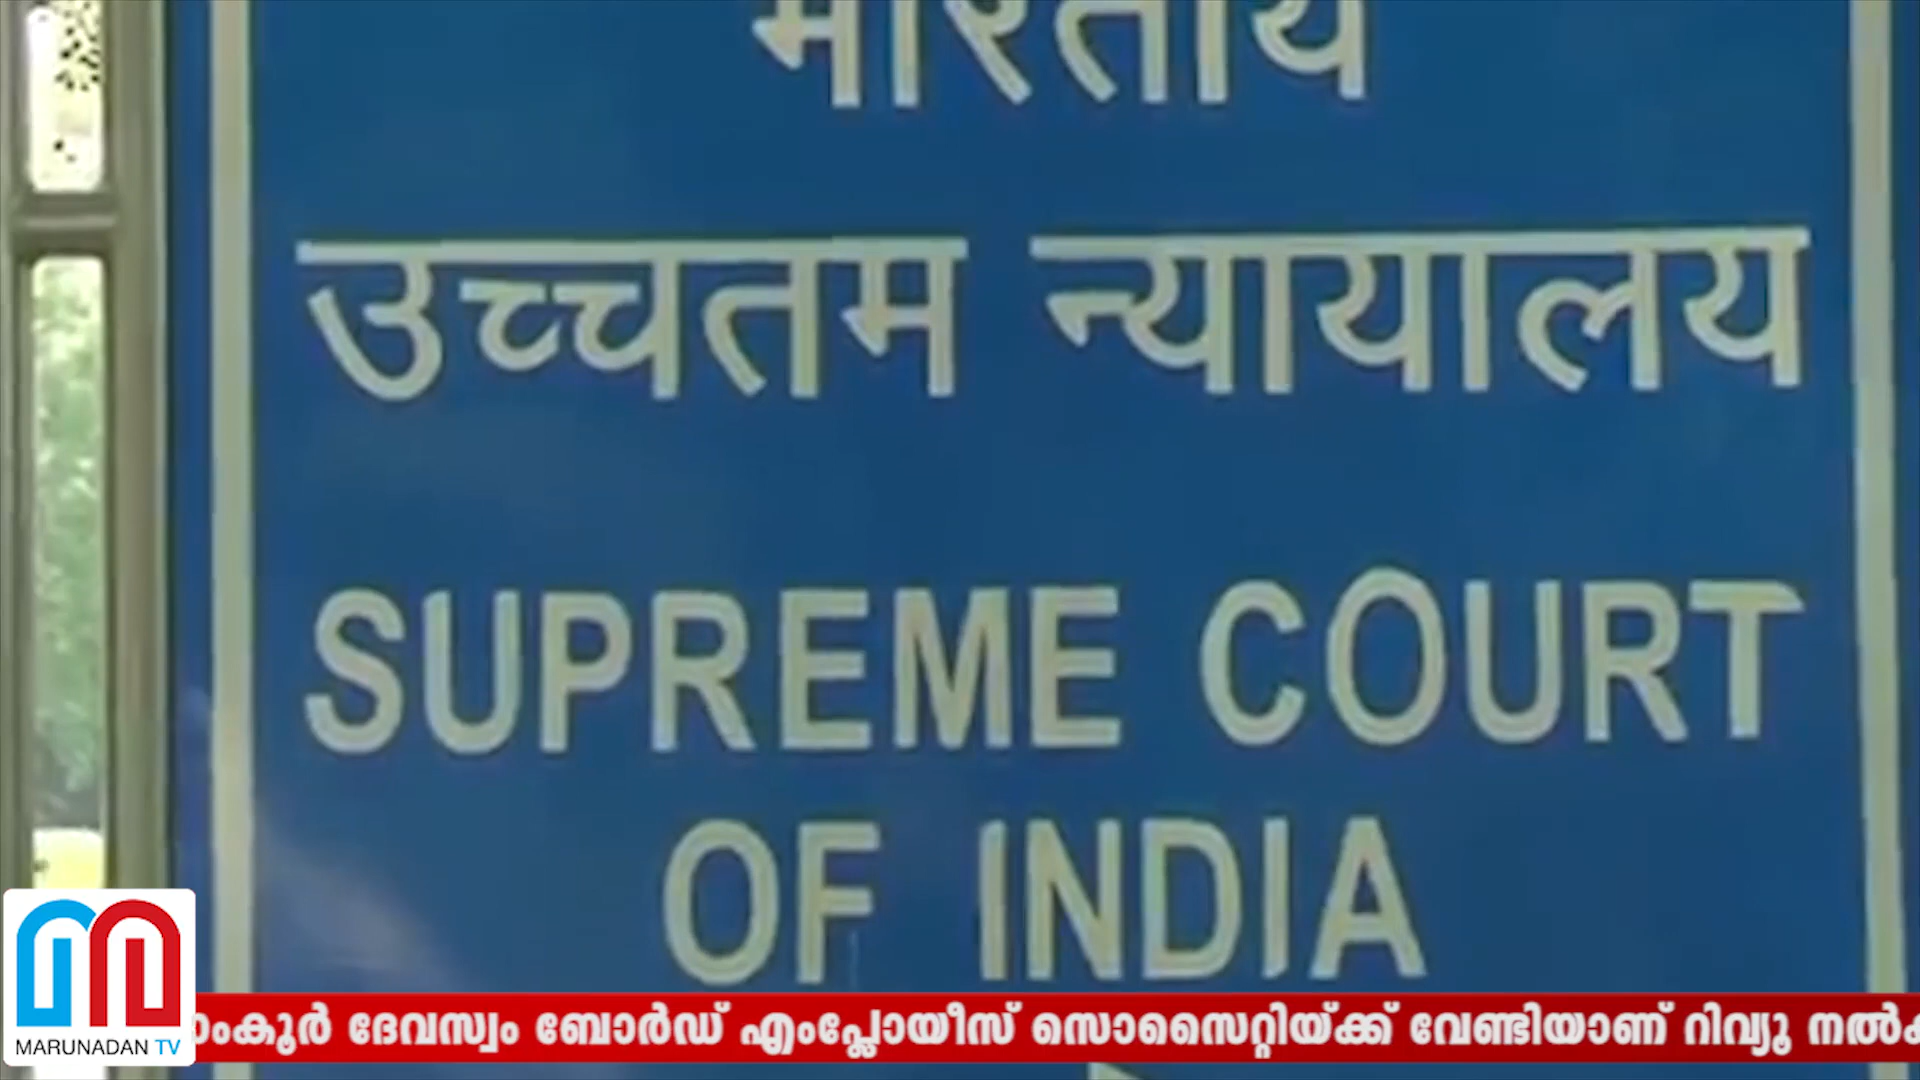 भारतीय
उच्चतम न्यायालय
SUPREME COURT
OF INDIA
ദേവസ്വം ബോർഡ് എംപ്ലോയീസ് സൊസൈറ്റിയ്ക്ക് വേണ്ടിയാണ് റിവ്യൂ
MARUNADAN TV